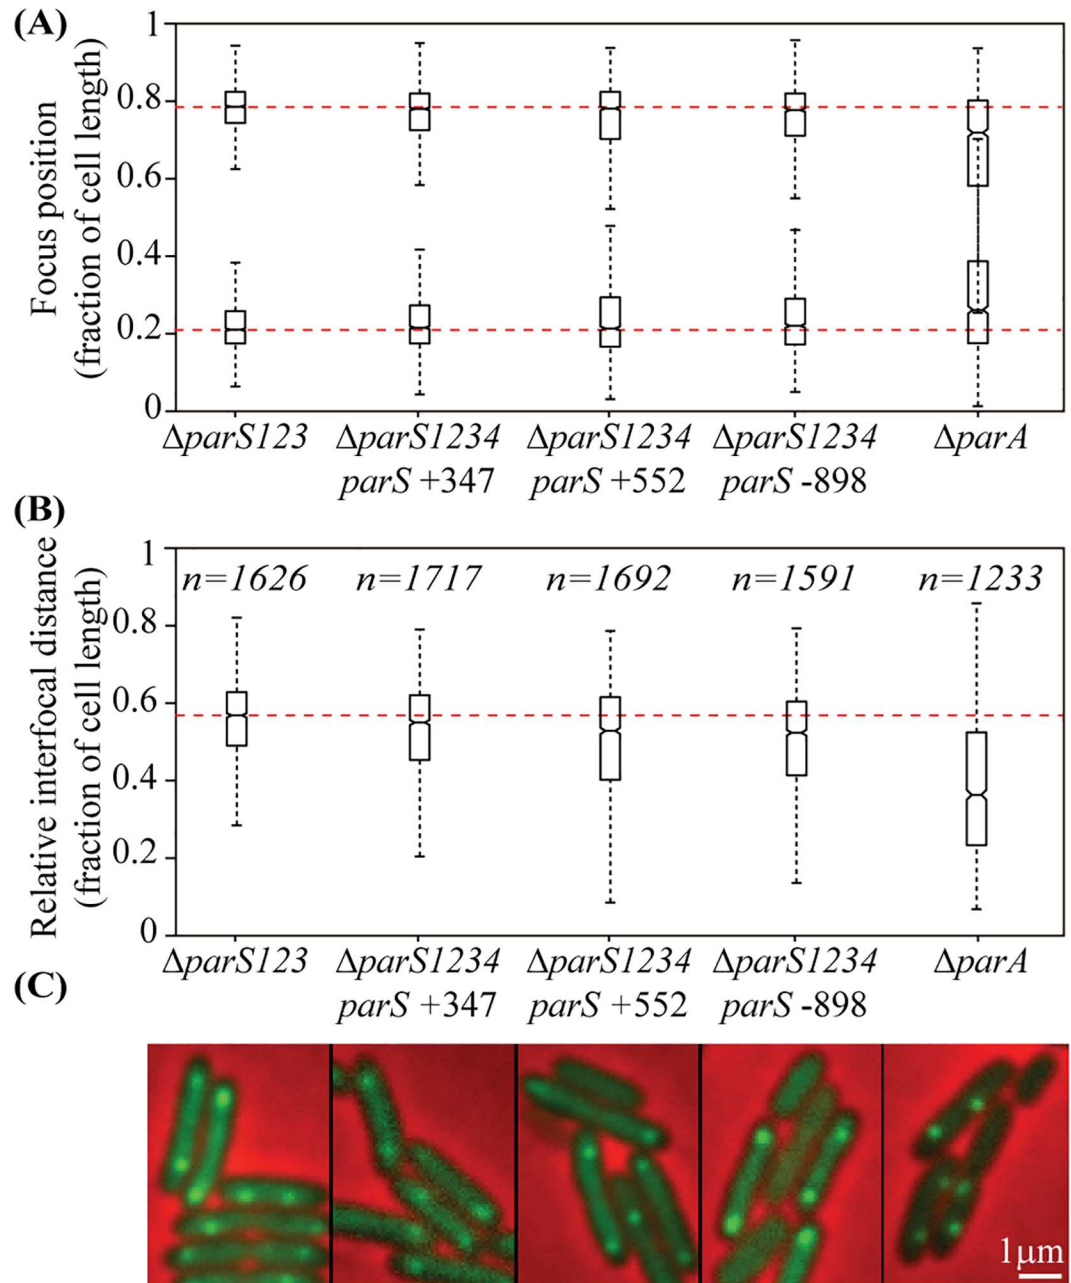 (A)
Focus position
(fraction of cell length)
1
0.8
0.6
0.4
0.2
0
ΔparS123 ΔparS1234 ΔparS1234 ΔparS1234 ΔparA
parS +347 parS +552 parS -898
(B)
Relative interfocal distance
(fraction of cell length)
1
0.8
0.6
0.4
0.2
0
n=1626 n=1717 n=1692 n=1591 n=1233
ΔparS123 ΔparS1234 ΔparS1234 ΔparS1234 ΔparA
parS +347 parS +552 parS -898
(C)
1μm